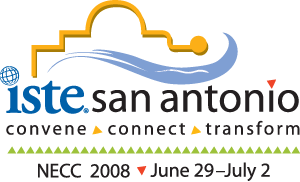 iste® san antonio
convene ▲ connect ▲ transform
NECC 2008 ▼ June 29–July 2